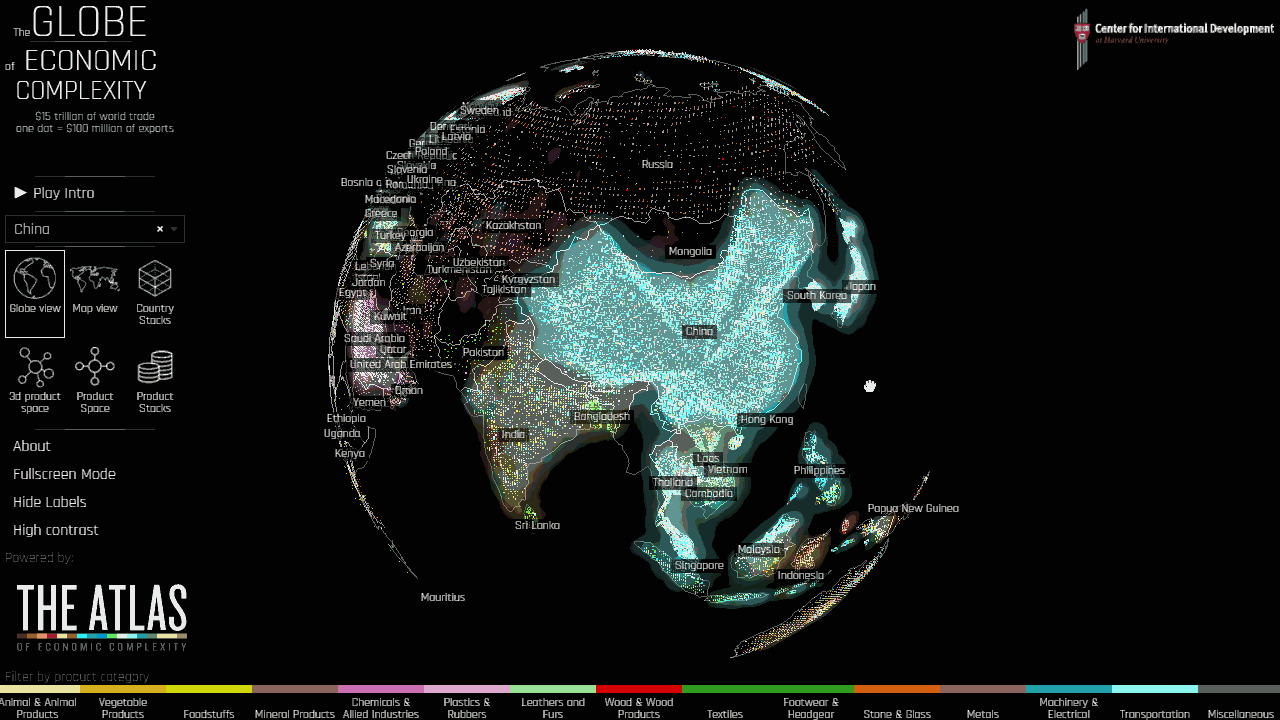 The GLOBE
of ECONOMIC
COMPLEXITY
$15 trillion of world trade
one dot = $100 million of exports
Play Intro
China
×
Globe view
Map view
Country
Stacks
3d product
space
Product
Space
Product
Stacks
About
Fullscreen Mode
Hide Labels
High contrast
Powered by:
THE ATLAS
OF ECONOMIC COMPLEXITY
Filter by product category
Center for International Development
at Harvard University
Sweden
Latvia
Poland
Slovenia
Ukraine
Macedonia
Greece
Turkey
Azerbaijan
Syria
Jordan
Egypt
Kuwait
Saudi Arabia
Qatar
United Arab Emirates
Oman
Yemen
Ethiopia
Uganda
Kenya
Mauritius
Russia
Kazakhstan
Uzbekistan
Turkmenistan
Kyrgyzstan
Tajikistan
Pakistan
Mongolia
China
South Korea
Japan
India
Bangladesh
Sri Lanka
Hong Kong
Laos
Vietnam
Thailand
Cambodia
Philippines
Papua New Guinea
Malaysia
Singapore
Indonesia
Animal & Animal
Products
Vegetable
Products
Foodstuffs
Mineral Products
Chemicals &
Allied Industries
Plastics &
Rubbers
Leathers and
Furs
Wood & Wood
Products
Textiles
Footwear &
Headgear
Stone & Glass
Metals
Machinery &
Electrical
Transportation
Miscellaneous